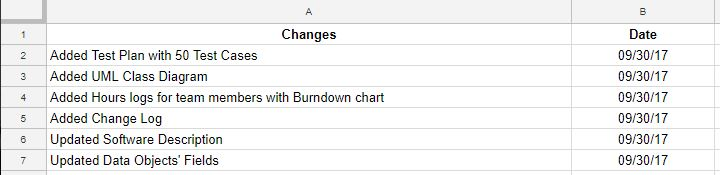 A B
1 Changes Date
2 Added Test Plan with 50 Test Cases 09/30/17
3 Added UML Class Diagram 09/30/17
4 Added Hours logs for team members with Burndown chart 09/30/17
5 Added Change Log 09/30/17
6 Updated Software Description 09/30/17
7 Updated Data Objects' Fields 09/30/17